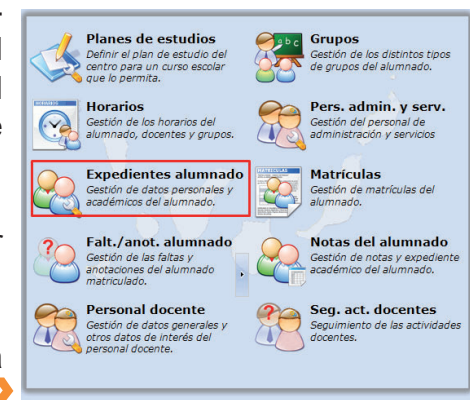 Planes de estudios
Definir el plan de estudio del
centro para un curso escolar
que lo permita.
Grupos
Gestión de los distintos tipos
de grupos del alumnado.
Horarios
Gestión de los horarios del
alumnado, docentes y grupos.
Pers. admin. y serv.
Gestión del personal de
administración y servicios
Expedientes alumnado
Gestión de datos personales y
académicos del alumnado.
Matrículas
Gestión de matrículas del
alumnado.
Falt./anot. alumnado
Gestión de las faltas y
anotaciones del alumnado
matriculado.
Notas del alumnado
Gestión de notas y expediente
académico del alumnado.
Personal docente
Gestión de datos generales y
otros datos de interés del
personal docente.
Seg. act. docentes
Seguimiento de las actividades
docentes.